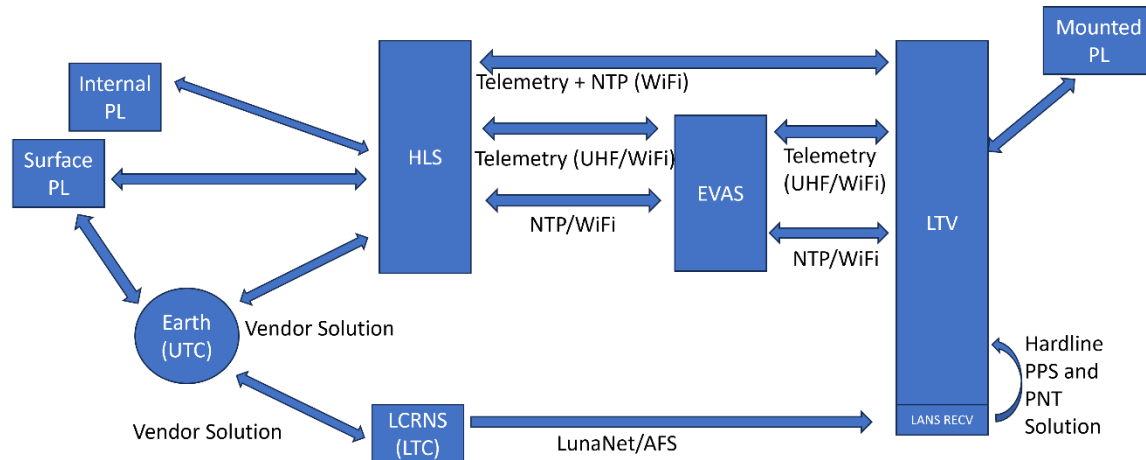 Mounted
PL
Internal
PL
Telemetry + NTP (WiFi)
Surface
PL
HLS
Telemetry (UHF/WiFi)
EVAS
Telemetry
(UHF/WiFi)
LTV
NTP/WiFi
NTP/WiFi
Earth
(UTC)
Vendor Solution
Hardline
PPS and
PNT
Solution
Vendor Solution
LCRNS
(LTC)
LunaNet/AFS
LANS RECV